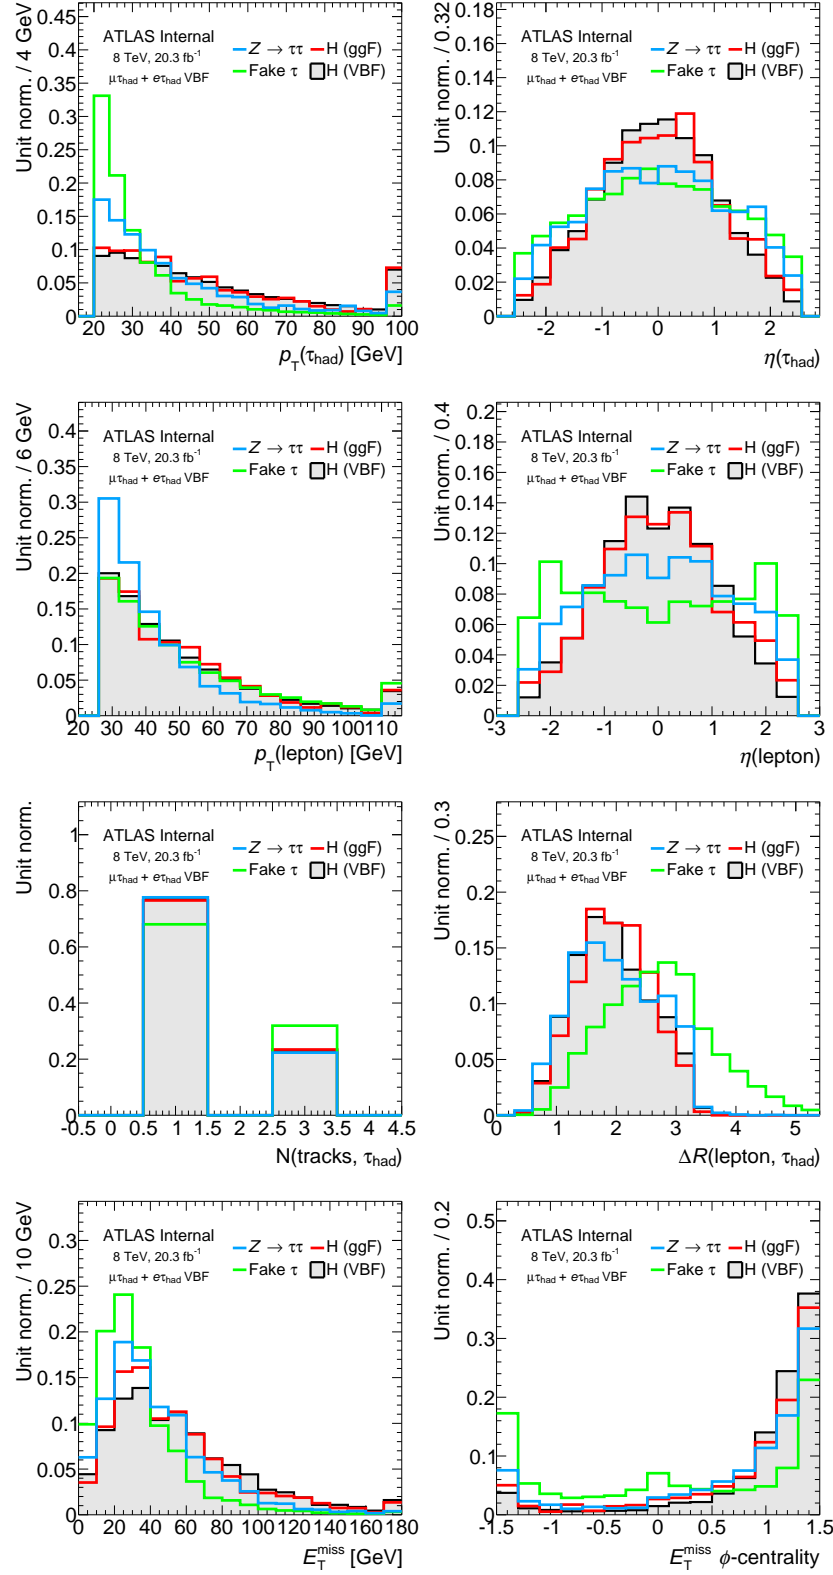 Unit norm. / 4 GeV
0.45
0.4
0.35
0.3
0.25
0.2
0.15
0.1
0.05
0
ATLAS Internal
8 TeV, 20.3 fb-1
μτhad + eτhad VBF
Z → ττ
H (ggF)
Fake τ
H (VBF)
20 30 40 50 60 70 80 90 100
pT(τhad) [GeV]
Unit norm. / 0.32
0.18
0.16
0.14
0.12
0.1
0.08
0.06
0.04
0.02
0
ATLAS Internal
8 TeV, 20.3 fb-1
μτhad + eτhad VBF
Z → ττ
H (ggF)
Fake τ
H (VBF)
-2 -1 0 1 2
η(τhad)
Unit norm. / 6 GeV
0.4
0.35
0.3
0.25
0.2
0.15
0.1
0.05
0
ATLAS Internal
8 TeV, 20.3 fb-1
μτhad + eτhad VBF
Z → ττ
H (ggF)
Fake τ
H (VBF)
20 30 40 50 60 70 80 90 100 110
pT(lepton) [GeV]
Unit norm. / 0.4
0.2
0.18
0.16
0.14
0.12
0.1
0.08
0.06
0.04
0.02
0
ATLAS Internal
8 TeV, 20.3 fb-1
μτhad + eτhad VBF
Z → ττ
H (ggF)
Fake τ
H (VBF)
-3 -2 -1 0 1 2 3
η(lepton)
Unit norm.
1
0.8
0.6
0.4
0.2
0
ATLAS Internal
8 TeV, 20.3 fb-1
μτhad + eτhad VBF
Z → ττ
H (ggF)
Fake τ
H (VBF)
-0.5 0 0.5 1 1.5 2 2.5 3 3.5 4 4.5
N(tracks, τhad)
Unit norm. / 0.3
0.25
0.2
0.15
0.1
0.05
0
ATLAS Internal
8 TeV, 20.3 fb-1
μτhad + eτhad VBF
Z → ττ
H (ggF)
Fake τ
H (VBF)
0 1 2 3 4 5
ΔR(lepton, τhad)
Unit norm. / 10 GeV
0.3
0.25
0.2
0.15
0.1
0.05
0
ATLAS Internal
8 TeV, 20.3 fb-1
μτhad + eτhad VBF
Z → ττ
H (ggF)
Fake τ
H (VBF)
0 20 40 60 80 100 120 140 160 180
ETmiss [GeV]
Unit norm. / 0.2
0.5
0.4
0.3
0.2
0.1
0
ATLAS Internal
8 TeV, 20.3 fb-1
μτhad + eτhad VBF
Z → ττ
H (ggF)
Fake τ
H (VBF)
-1.5 -1 -0.5 0 0.5 1 1.5
ETmiss ϕ-centrality